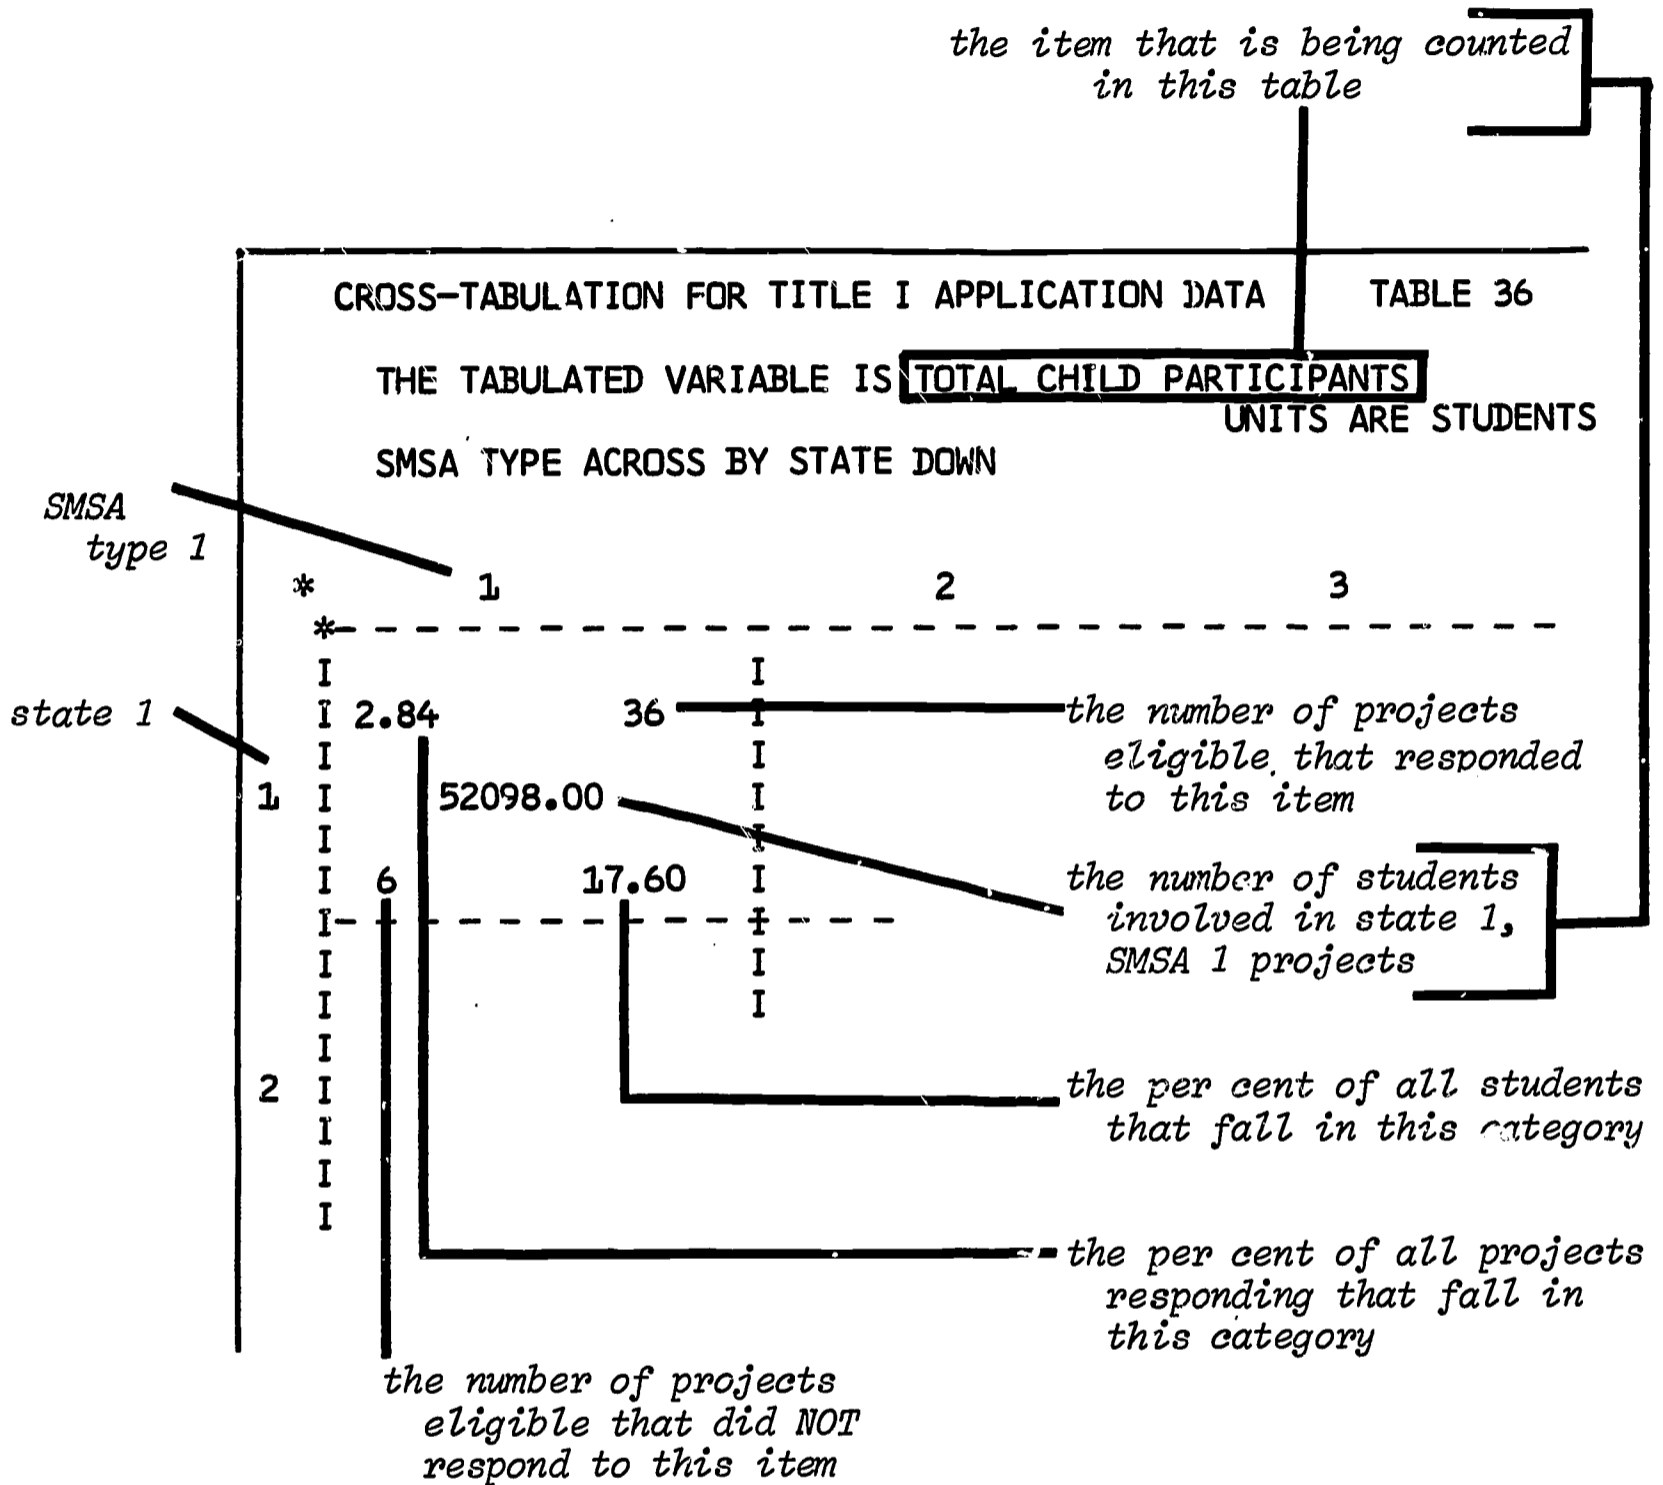 the item that is being counted
in this table
CROSS-TABULATION FOR TITLE I APPLICATION DATA TABLE 36
THE TABULATED VARIABLE IS TOTAL CHILD PARTICIPANTS
UNITS ARE STUDENTS
SMSA TYPE ACROSS BY STATE DOWN
SMSA
type 1
* 1 2 3
*- - - - - - - - - - - - - - - - - - - - - - - - - - - - - -
I I
state 1 I 2.84 36 I the number of projects
I I eligible that responded
1 I 52098.00 I to this item
I I
I 6 17.60 I the number of students
I- - - - - - - - - - I - - - involved in state 1,
I I SMSA 1 projects
I I
I
2 I the per cent of all students
I that fall in this category
I
I
the per cent of all projects
responding that fall in
this category
the number of projects
eligible that did NOT
respond to this item